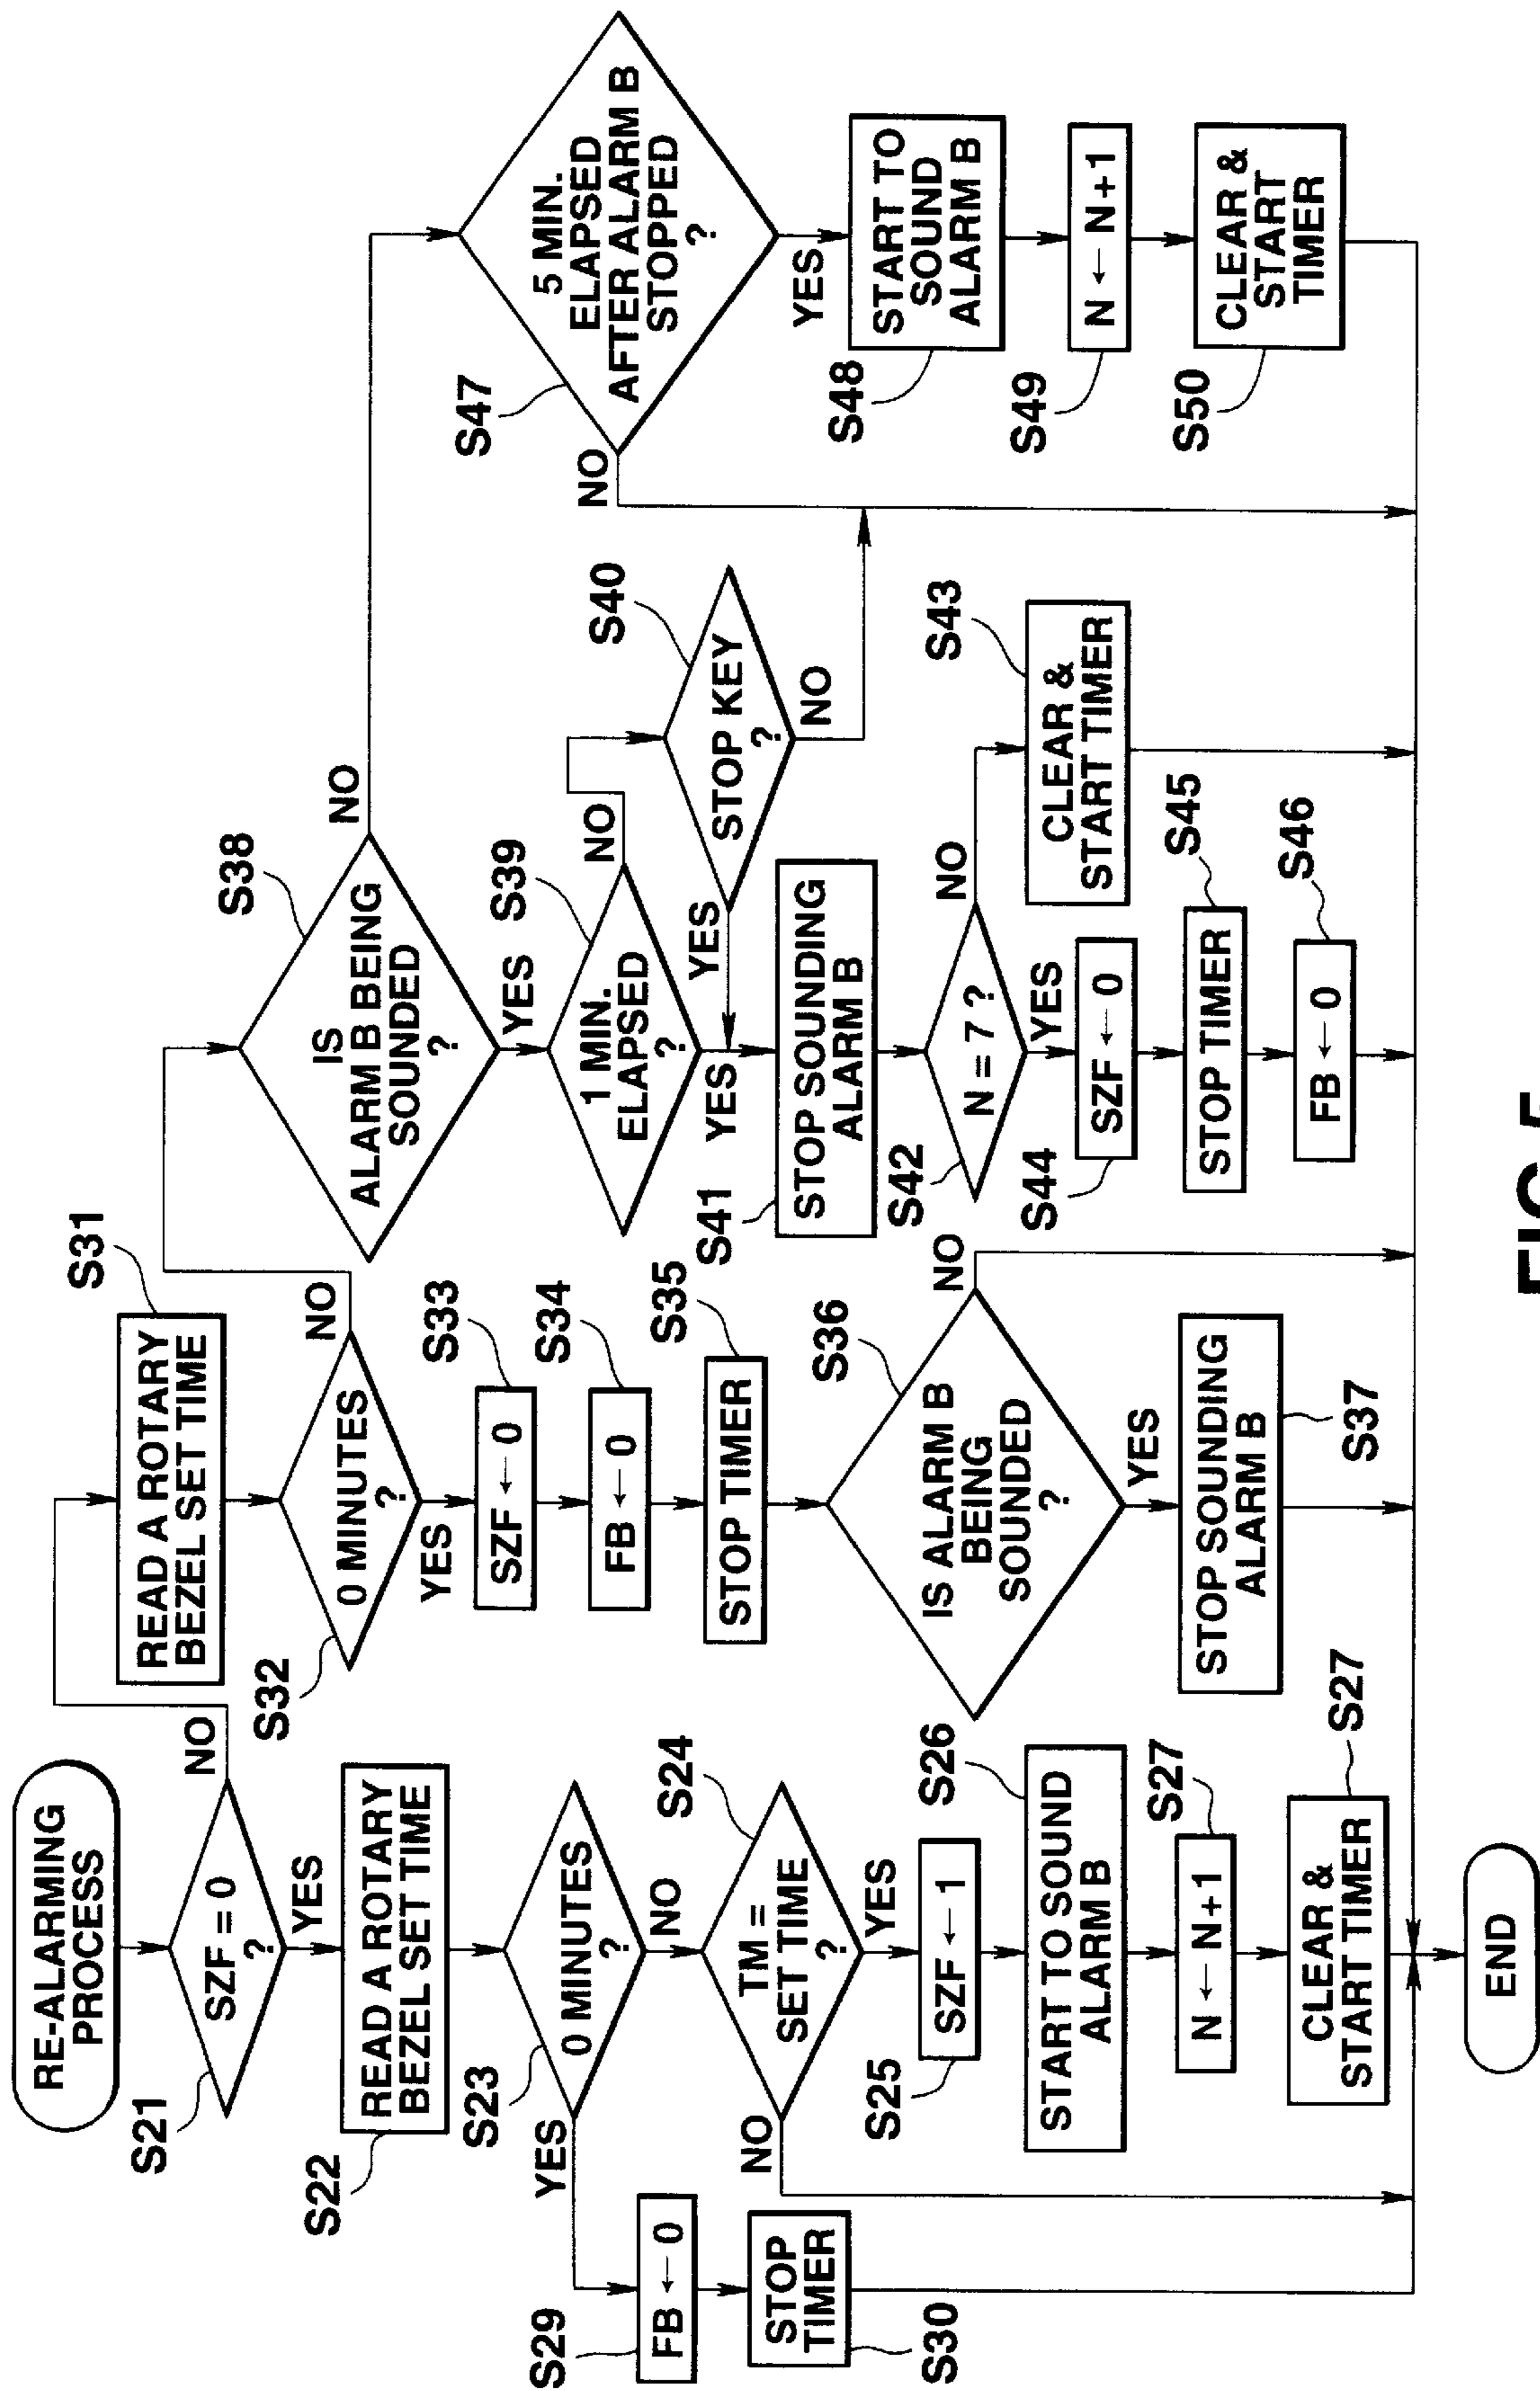 RE-ALARMING
PROCESS
S21
SZF = 0
?
NO
YES
S22
READ A ROTARY
BEZEL SET TIME
S23
0 MINUTES
?
YES
NO
S29
FB ← 0
STOP
TIMER
S30
S24
TM =
SET TIME
?
NO
YES
S25
SZF ← 1
S26
START TO SOUND
ALARM B
S27
N ← N+1
S27
CLEAR &
START TIMER
END
S31
READ A ROTARY
BEZEL SET TIME
S32
0 MINUTES
?
NO
YES
S33
SZF ← 0
S34
FB ← 0
S35
STOP TIMER
S36
IS ALARM B
BEING
SOUNDED
?
NO
YES
STOP SOUNDING
ALARM B
S37
S38
IS
ALARM B BEING
SOUNDED
?
NO
YES
S39
1 MIN.
ELAPSED
?
NO
YES
S40
STOP KEY
?
YES
NO
S41
STOP SOUNDING
ALARM B
S42
N = 7 ?
NO
YES
S43
CLEAR &
START TIMER
S44
SZF ← 0
S45
STOP TIMER
S46
FB ← 0
S47
5 MIN.
ELAPSED
AFTER ALARM B
STOPPED
?
NO
YES
S48
START TO
SOUND
ALARM B
S49
N ← N+1
S50
CLEAR &
START
TIMER